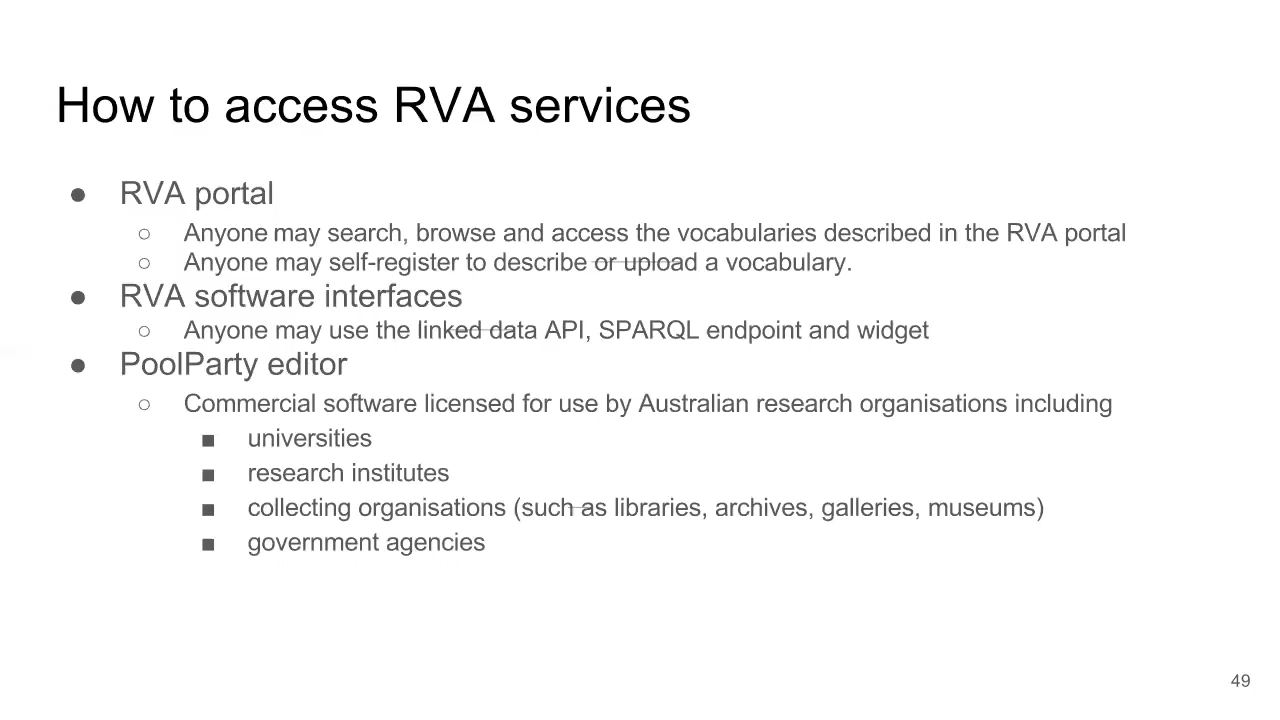 How to access RVA services
● RVA portal
○ Anyone may search, browse and access the vocabularies described in the RVA portal
○ Anyone may self-register to describe or upload a vocabulary.
● RVA software interfaces
○ Anyone may use the linked data API, SPARQL endpoint and widget
● PoolParty editor
○ Commercial software licensed for use by Australian research organisations including
■ universities
■ research institutes
■ collecting organisations (such as libraries, archives, galleries, museums)
■ government agencies
49